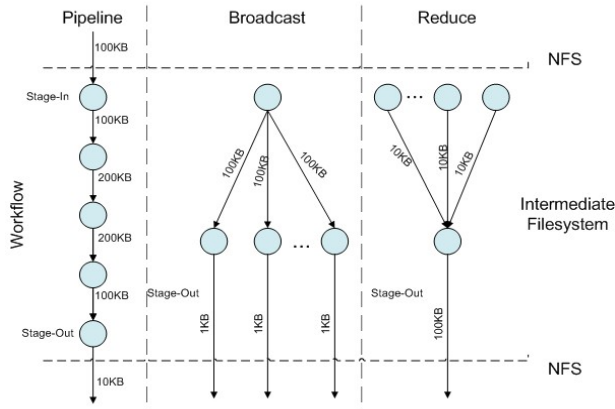 Pipeline
Broadcast
Reduce
100KB
NFS
Stage-In
...
100KB
100KB
100KB
100KB
10KB
10KB
10KB
200KB
Workflow
Intermediate
Filesystem
200KB
...
100KB
Stage-Out
Stage-Out
Stage-Out
1KB
1KB
1KB
100KB
NFS
10KB